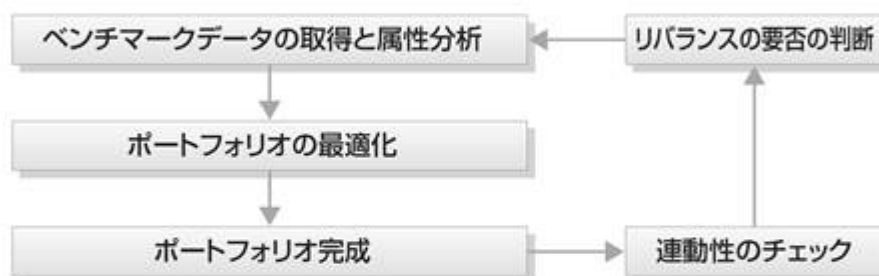 ベンチマークデータの取得と属性分析
リバランスの要否の判断
ポートフォリオの最適化
ポートフォリオ完成
連動性のチェック